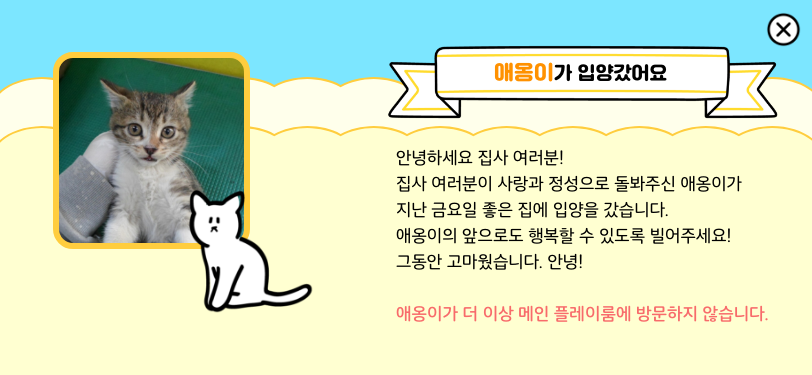 애옹이가 입양갔어요
안녕하세요 집사 여러분!
집사 여러분이 사랑과 정성으로 돌봐주신 애옹이가
지난 금요일 좋은 집에 입양을 갔습니다.
애옹이의 앞으로도 행복할 수 있도록 빌어주세요!
그동안 고마웠습니다. 안녕!
애옹이가 더 이상 메인 플레이룸에 방문하지 않습니다.